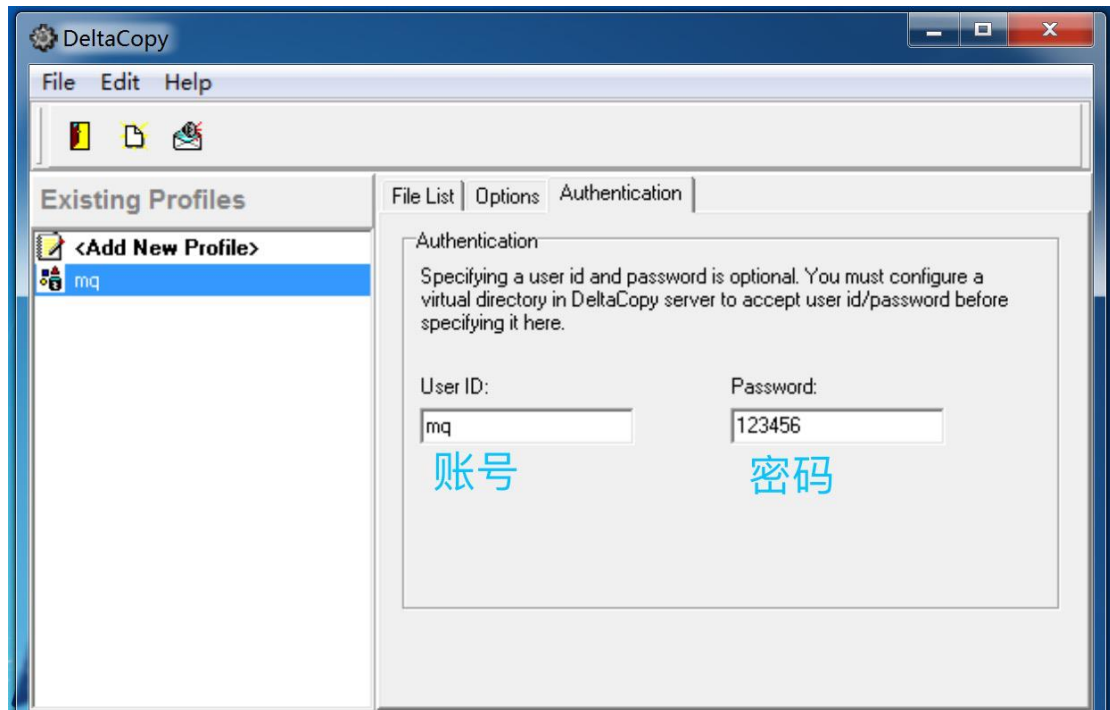 DeltaCopy
File Edit Help
Existing Profiles
<Add New Profile>
mq
File List Options Authentication
Authentication
Specifying a user id and password is optional. You must configure a
virtual directory in DeltaCopy server to accept user id/password before
specifying it here.
User ID: Password:
mq 123456
账号 密码